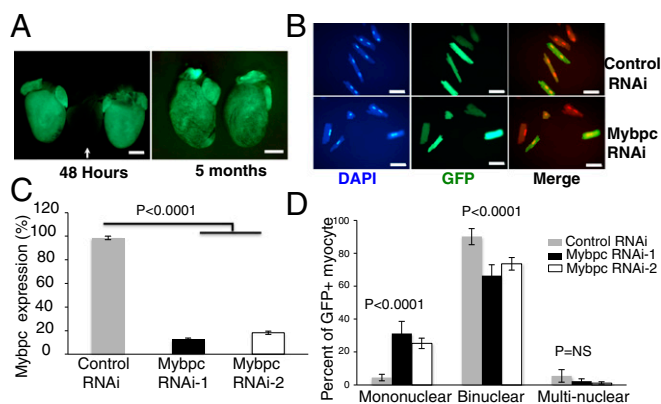 A
48 Hours
5 months
B
Control
RNAi
Mybpc
RNAi
DAPI
GFP
Merge
C
Mybpc expression (%)
120
100
80
60
40
20
0
P<0.0001
Control
RNAi
Mybpc
RNAi-1
Mybpc
RNAi-2
D
Percent of GFP+ myocyte
100
80
60
40
20
0
P<0.0001
P<0.0001
P=NS
Control RNAi
Mybpc RNAi-1
Mybpc RNAi-2
Mononuclear
Binuclear
Multi-nuclear